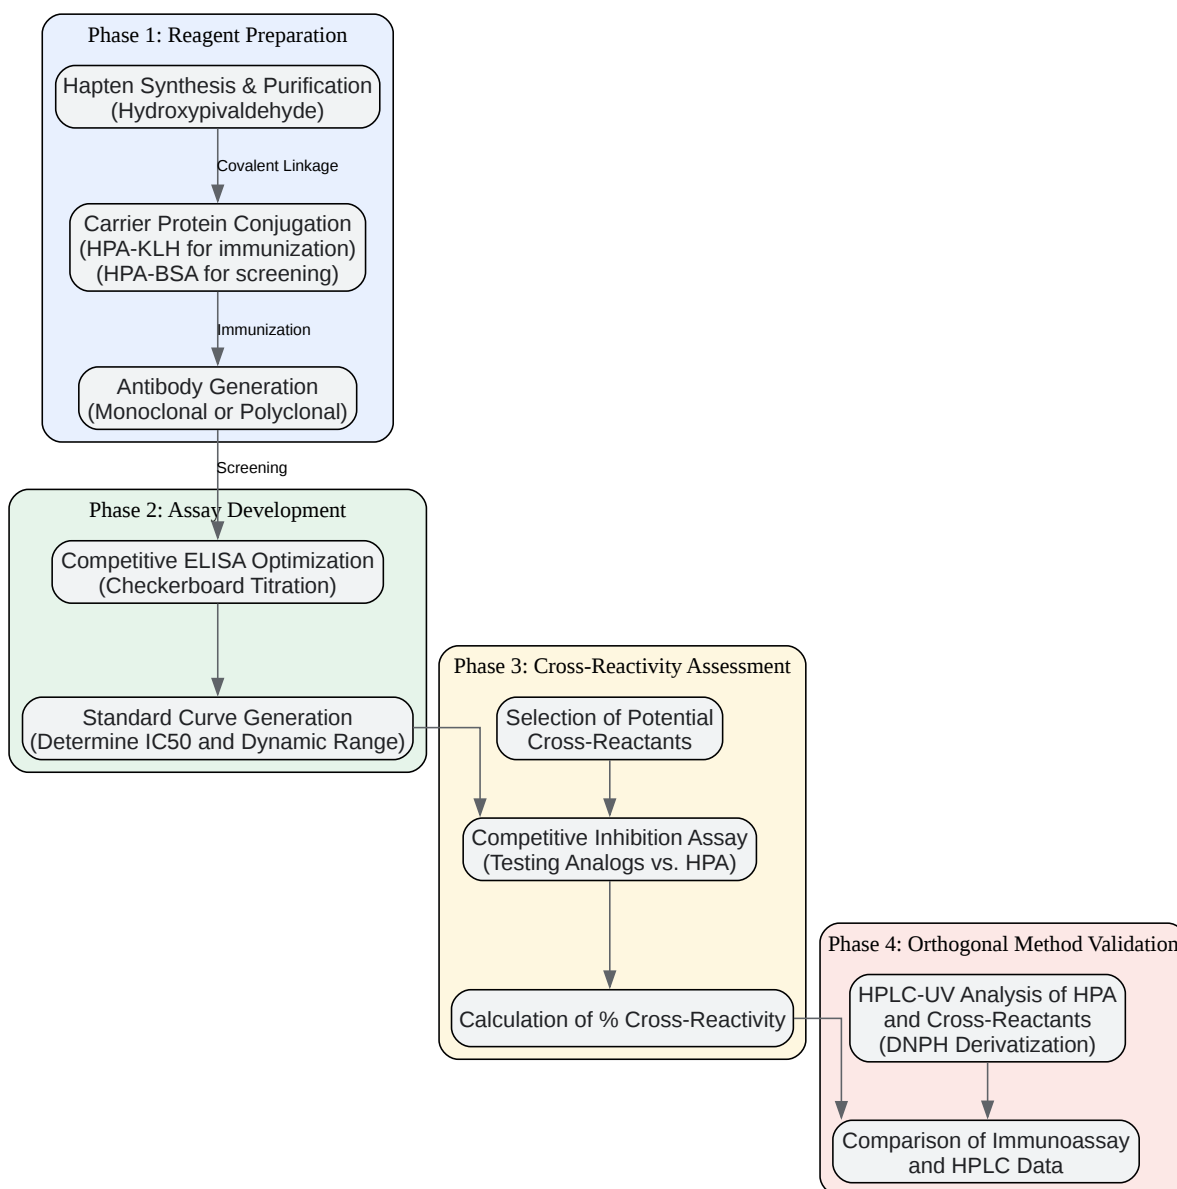 Phase 1: Reagent Preparation
Hapten Synthesis & Purification
(Hydroxypivaldehyde)
Covalent Linkage
Carrier Protein Conjugation
(HPA-KLH for immunization)
(HPA-BSA for screening)
Immunization
Antibody Generation
(Monoclonal or Polyclonal)
Screening
Phase 2: Assay Development
Competitive ELISA Optimization
(Checkerboard Titration)
Standard Curve Generation
(Determine IC50 and Dynamic Range)
Phase 3: Cross-Reactivity Assessment
Selection of Potential
Cross-Reactants
Competitive Inhibition Assay
(Testing Analogs vs. HPA)
Calculation of % Cross-Reactivity
Phase 4: Orthogonal Method Validation
HPLC-UV Analysis of HPA
and Cross-Reactants
(DNPH Derivatization)
Comparison of Immunoassay
and HPLC Data